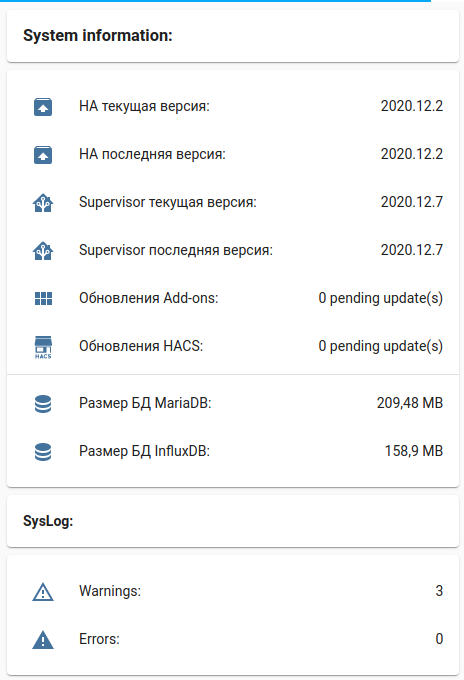 System information:
HA текущая версия:
2020.12.2
HA последняя версия:
2020.12.2
Supervisor текущая версия:
2020.12.7
Supervisor последняя версия:
2020.12.7
Обновления Add-ons:
0 pending update(s)
HACS
Обновления HACS:
0 pending update(s)
Размер БД MariaDB:
209,48 MB
Размер БД InfluxDB:
158,9 MB
SysLog:
Warnings:
3
Errors:
0